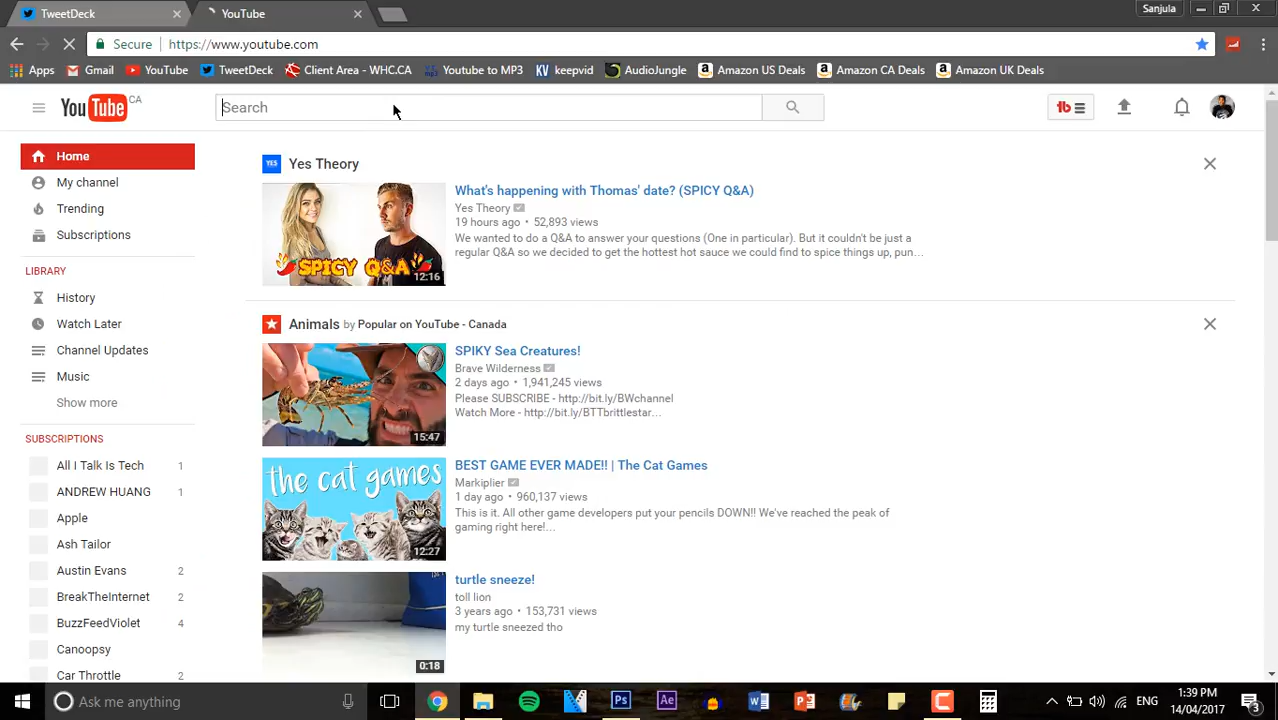 TweetDeck
YouTube
Sanjula
Secure
https://www.youtube.com
Apps
Gmail
YouTube
TweetDeck
Client Area - WHC.CA
Youtube to MP3
KV keepvid
AudioJungle
Amazon US Deals
Amazon CA Deals
Amazon UK Deals
YouTube CA
Search
tb
Home
My channel
Trending
Subscriptions
LIBRARY
History
Watch Later
Channel Updates
Music
Show more
SUBSCRIPTIONS
All I Talk Is Tech 1
ANDREW HUANG 1
Apple
Ash Tailor
Austin Evans 2
BreakTheInternet 2
BuzzFeedViolet 4
Canoopsy
Car Throttle 2
YES Yes Theory
SPICY Q&A
12:16
What's happening with Thomas' date? (SPICY Q&A)
Yes Theory
19 hours ago • 52,893 views
We wanted to do a Q&A to answer your questions (One in particular). But it couldn't be just a
regular Q&A so we decided to get the hottest hot sauce we could find to spice things up, pun...
Animals by Popular on YouTube - Canada
15:47
SPIKY Sea Creatures!
Brave Wilderness
2 days ago • 1,941,245 views
Please SUBSCRIBE - http://bit.ly/BWchannel
Watch More - http://bit.ly/BTTbrittlestar...
the cat games
12:27
BEST GAME EVER MADE!! | The Cat Games
Markiplier
1 day ago • 960,137 views
This is it. All other game developers put your pencils DOWN!! We've reached the peak of
gaming right here!...
0:18
turtle sneeze!
toll lion
3 years ago • 153,731 views
my turtle sneezed tho
Ask me anything
Ps
Ae
ENG
1:39 PM
14/04/2017
3